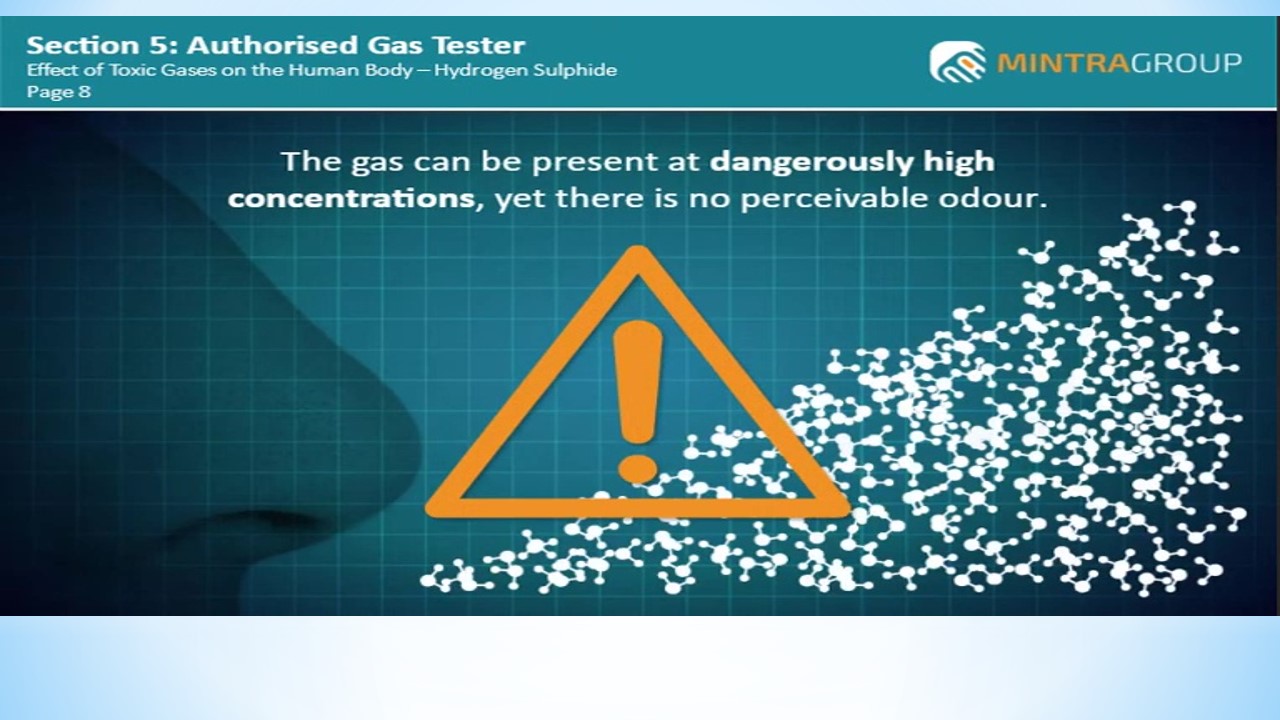 Section 5: Authorised Gas Tester
Effect of Toxic Gases on the Human Body – Hydrogen Sulphide
Page 8
MINTRAGROUP
The gas can be present at dangerously high
concentrations, yet there is no perceivable odour.